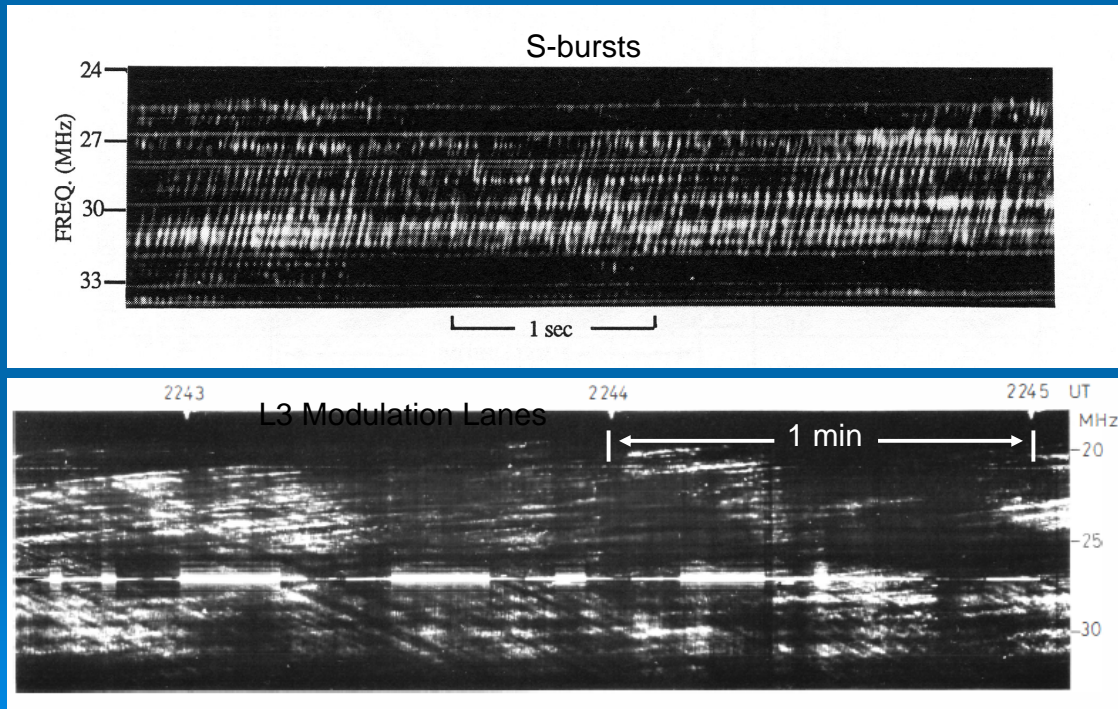 S-bursts
24
27
30
33
FREQ. (MHz)
1 sec
2243 2244 2245 UT
L3 Modulation Lanes
1 min
MHz
-20
-25
-30